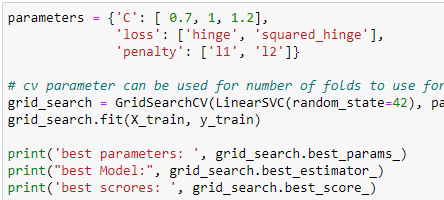 parameters = {'C': [ 0.7, 1, 1.2],
'loss': ['hinge', 'squared_hinge'],
'penalty': ['l1', 'l2']}
# cv parameter can be used for number of folds to use for
grid_search = GridSearchCV(LinearSVC(random_state=42), pa
grid_search.fit(X_train, y_train)
print('best parameters: ', grid_search.best_params_)
print("best Model:", grid_search.best_estimator_)
print('best scrores: ', grid_search.best_score_)